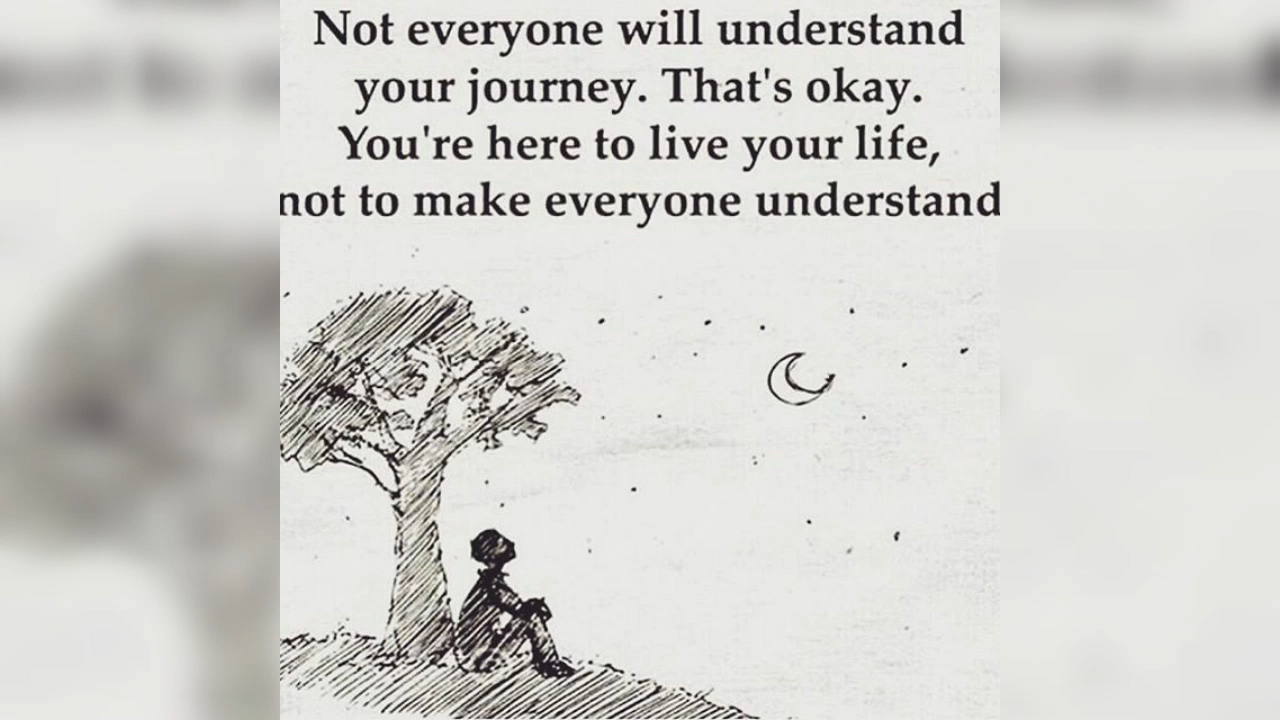 Not everyone will understand
your journey. That's okay.
You're here to live your life,
not to make everyone understand